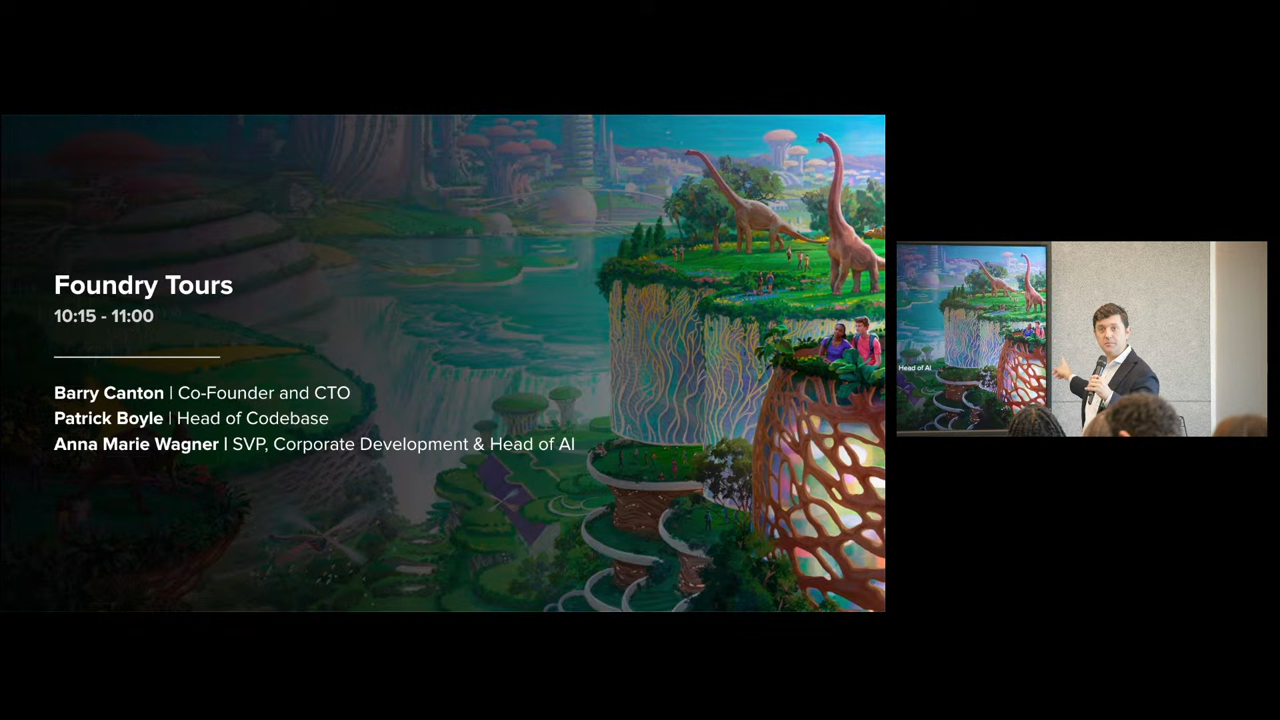 Foundry Tours
10:15 - 11:00
Barry Canton | Co-Founder and CTO
Patrick Boyle | Head of Codebase
Anna Marie Wagner | SVP, Corporate Development & Head of AI
Head of AI